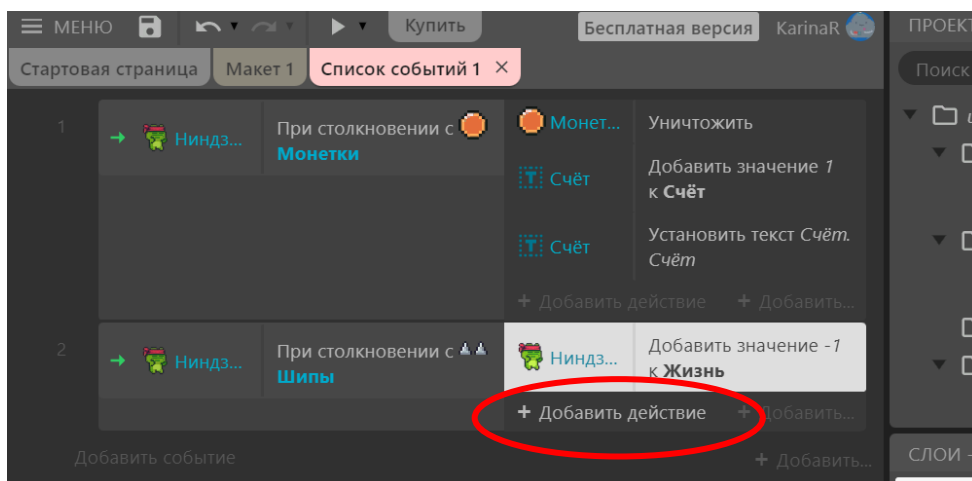 МЕНЮ Купить Бесплатная версия KarinaR ПРОЕКТ
Стартовая страница Макет 1 Список событий 1 × Поиск
1 Ниндз... При столкновении с Монетки
Монет... Уничтожить
Счёт Добавить значение 1
к Счёт
Счёт Установить текст Счёт.
Счёт
+ Добавить действие + Добавить...
2 Ниндз... При столкновении с
Шипы
Ниндз... Добавить значение -1
к Жизнь
+ Добавить действие + Добавить...
Добавить событие + Добавить...
СЛОИ -